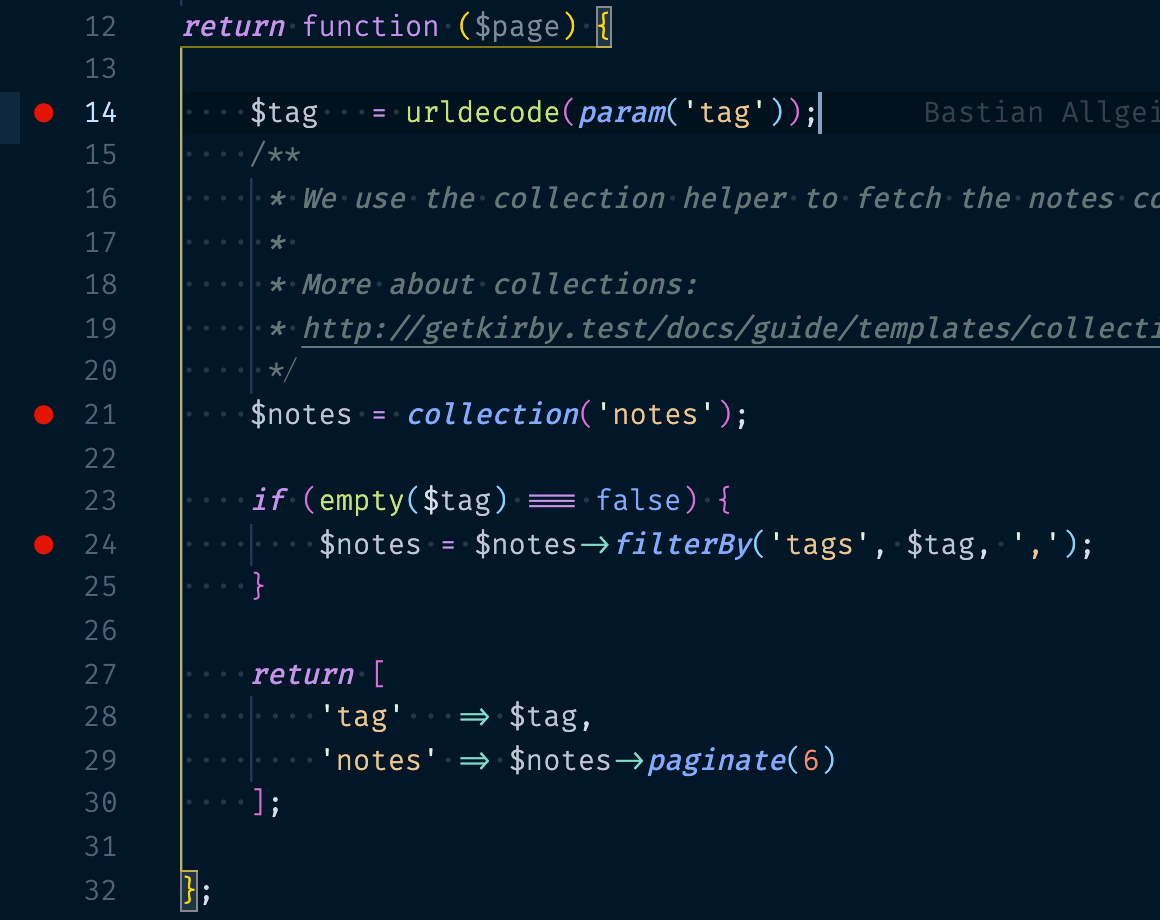 12 return function ($page) {
13
14 $tag   = urldecode(param('tag')); Bastian
15 /**
16 * We use the collection helper to fetch the notes
17 *
18 * More about collections:
19 * http://getkirby.test/docs/guide/templates/collecti
20 */
21 $notes = collection('notes');
22
23 if (empty($tag) === false) {
24 $notes = $notes->filterBy('tags', $tag, ',');
25 }
26
27 return [
28 'tag'   => $tag,
29 'notes' => $notes->paginate(6)
30 ];
31
32 };